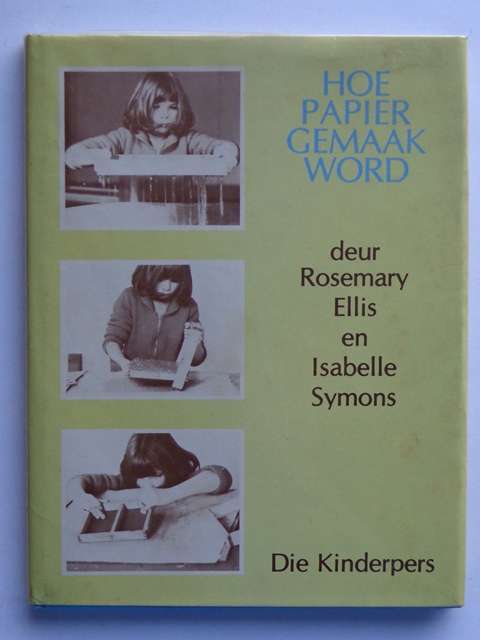 HOE
PAPIER
GEMAAK
WORD
deur
Rosemary
Ellis
en
Isabelle
Symons
Die Kinderpers